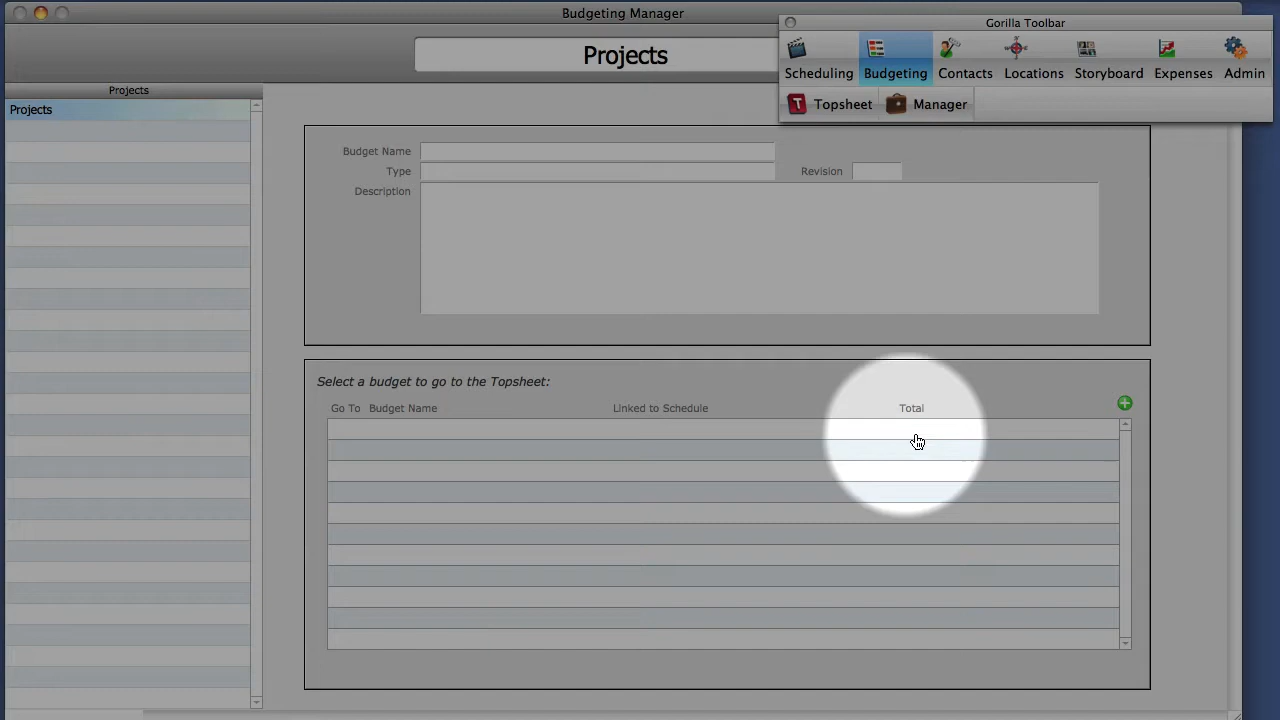 Budgeting Manager
Gorilla Toolbar
Projects
Scheduling Budgeting Contacts Locations Storyboard Expenses Admin
T Topsheet Manager
Projects
Projects
Budget Name
Type Revision
Description
Select a budget to go to the Topsheet:
Go To Budget Name Linked to Schedule Total